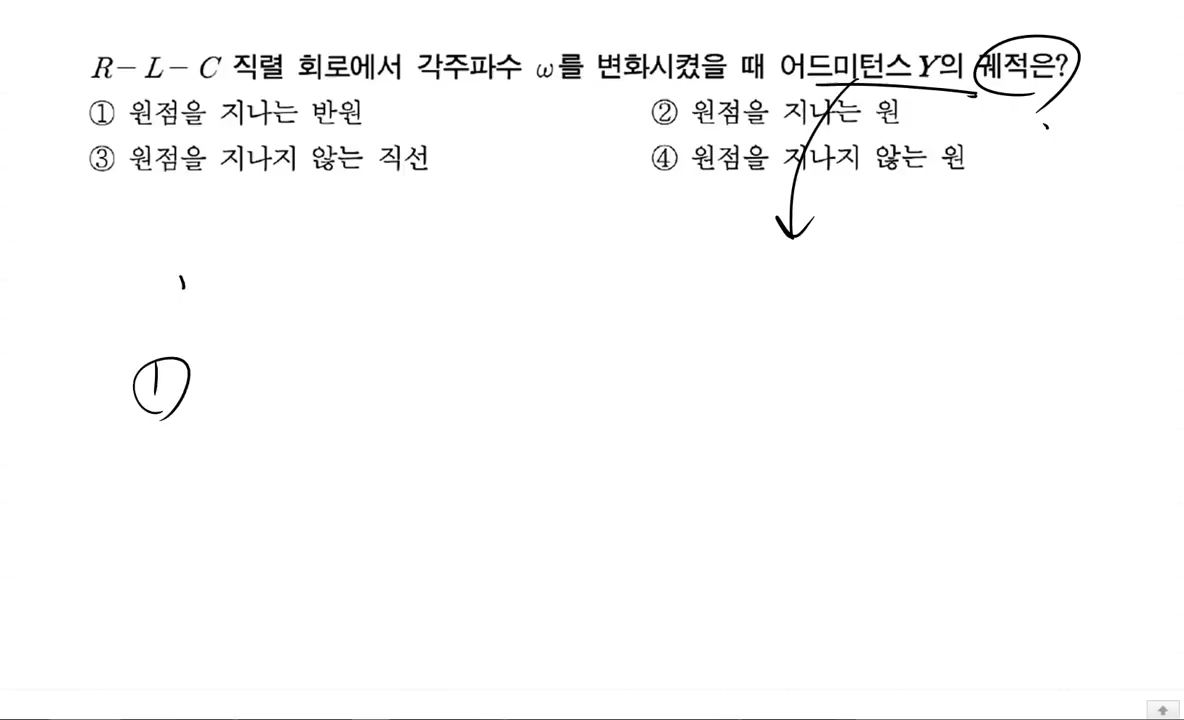 R-L-C 직렬 회로에서 각주파수 ω를 변화시켰을 때 어드미턴스 Y의 궤적은?
① 원점을 지나는 반원 ② 원점을 지나는 원
③ 원점을 지나지 않는 직선 ④ 원점을 지나지 않는 원
①